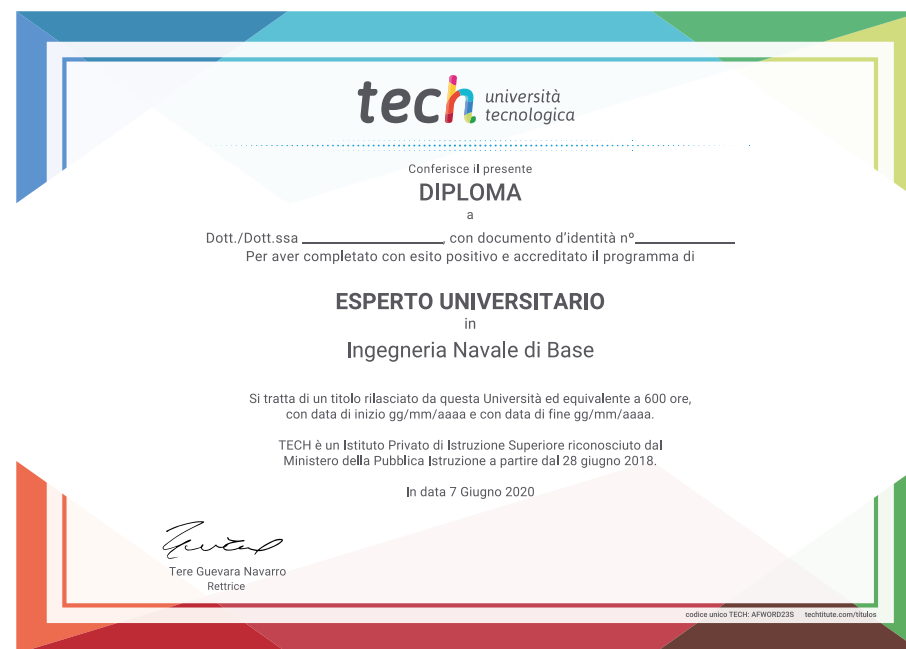 tech università
tecnologica
Conferisce il presente
DIPLOMA
a
Dott./Dott.ssa ________________, con documento d'identità nº____________
Per aver completato con esito positivo e accreditato il programma di
ESPERTO UNIVERSITARIO
in
Ingegneria Navale di Base
Si tratta di un titolo rilasciato da questa Università ed equivalente a 600 ore,
con data di inizio gg/mm/aaaa e con data di fine gg/mm/aaaa.
TECH è un Istituto Privato di Istruzione Superiore riconosciuto dal
Ministero della Pubblica Istruzione a partire dal 28 giugno 2018.
In data 7 Giugno 2020
Tere Guevara Navarro
Rettrice
codice unico TECH: AFWORD23S techtitute.com/titulos